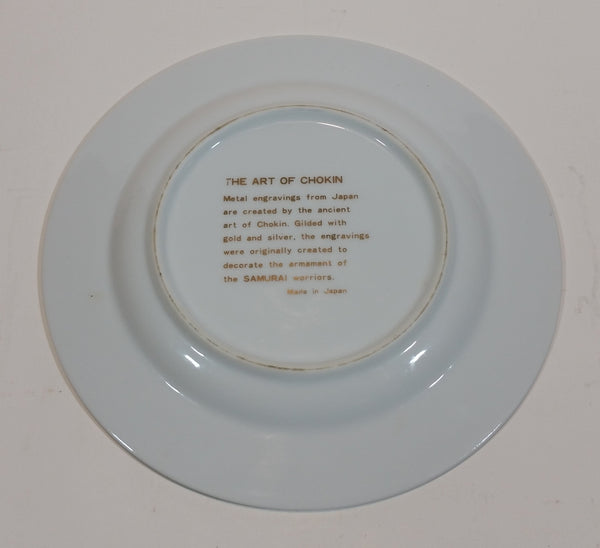 THE ART OF CHOKIN
Metal engravings from Japan
are created by the ancient
art of Chokin. Gilded with
gold and silver, the engravings
were originally created to
decorate the armament of
the SAMURAI warriors.
Made in Japan